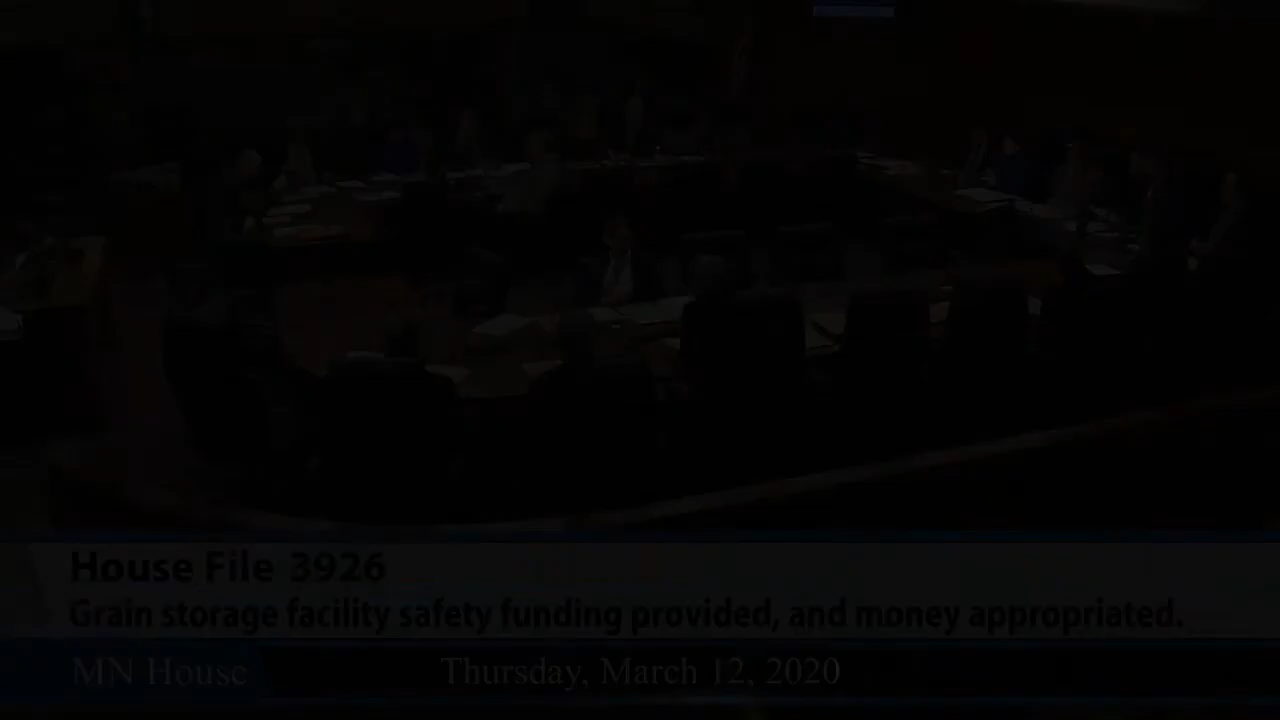 House File 3926
Grain storage facility safety funding provided, and money appropriated.
MN House
Thursday, March 12, 2020